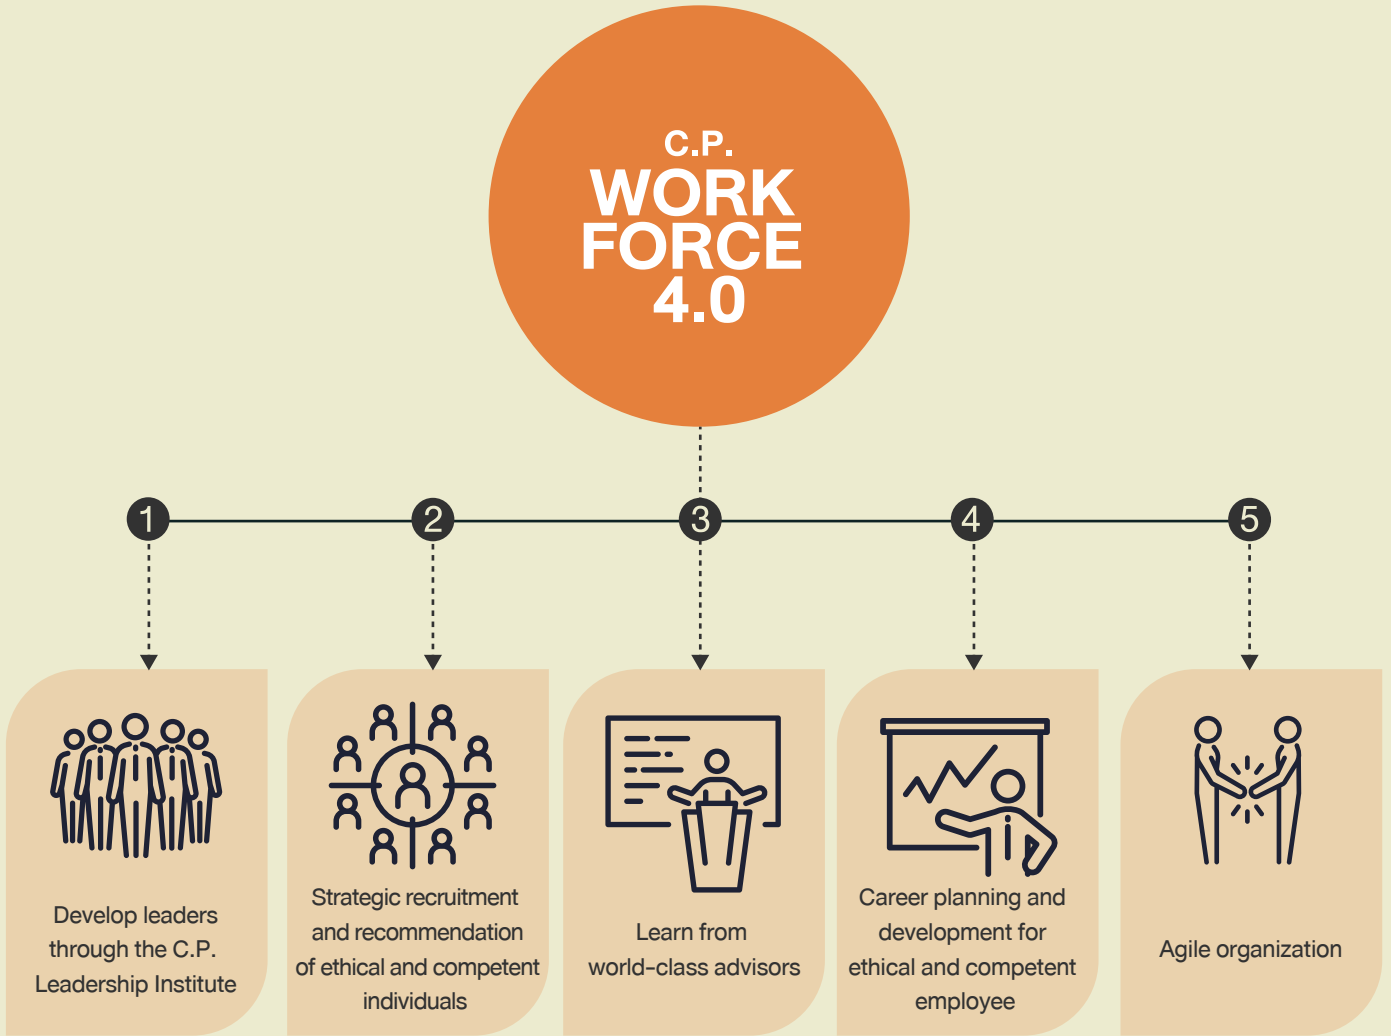 C.P.
WORK
FORCE
4.0
1
2
3
4
5
Develop leaders
through the C.P.
Leadership Institute
Strategic recruitment
and recommendation
of ethical and competent
individuals
Learn from
world-class advisors
Career planning and
development for
ethical and competent
employee
Agile organization